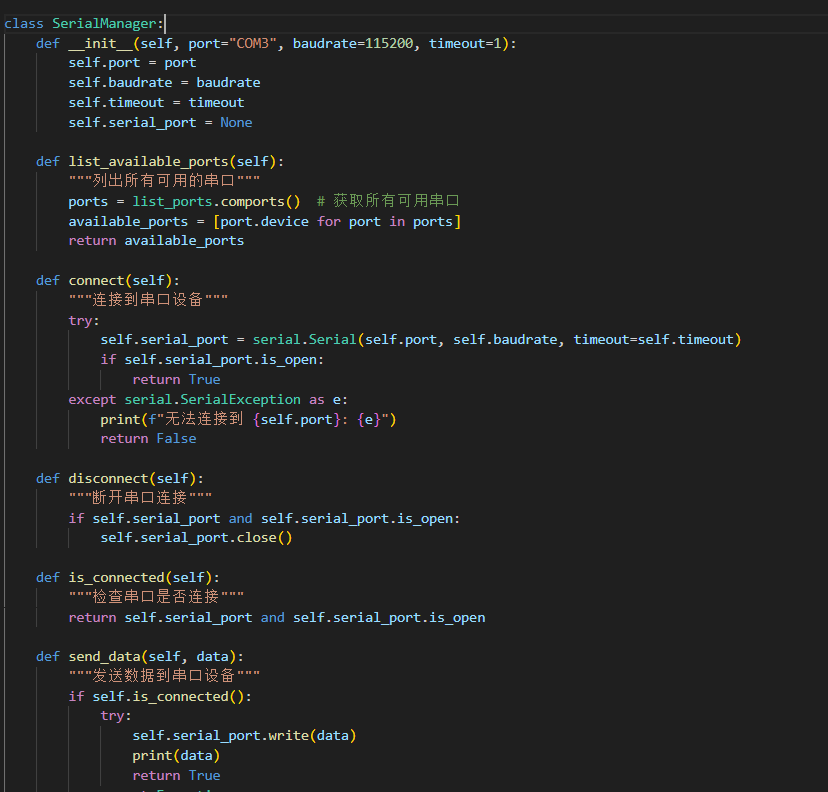 class SerialManager:
def __init__(self, port="COM3", baudrate=115200, timeout=1):
self.port = port
self.baudrate = baudrate
self.timeout = timeout
self.serial_port = None
def list_available_ports(self):
"""列出所有可用的串口"""
ports = list_ports.comports()  # 获取所有可用串口
available_ports = [port.device for port in ports]
return available_ports
def connect(self):
"""连接到串口设备"""
try:
self.serial_port = serial.Serial(self.port, self.baudrate, timeout=self.timeout)
if self.serial_port.is_open:
return True
except serial.SerialException as e:
print(f"无法连接到 {self.port}: {e}")
return False
def disconnect(self):
"""断开串口连接"""
if self.serial_port and self.serial_port.is_open:
self.serial_port.close()
def is_connected(self):
"""检查串口是否连接"""
return self.serial_port and self.serial_port.is_open
def send_data(self, data):
"""发送数据到串口设备"""
if self.is_connected():
try:
self.serial_port.write(data)
print(data)
return True